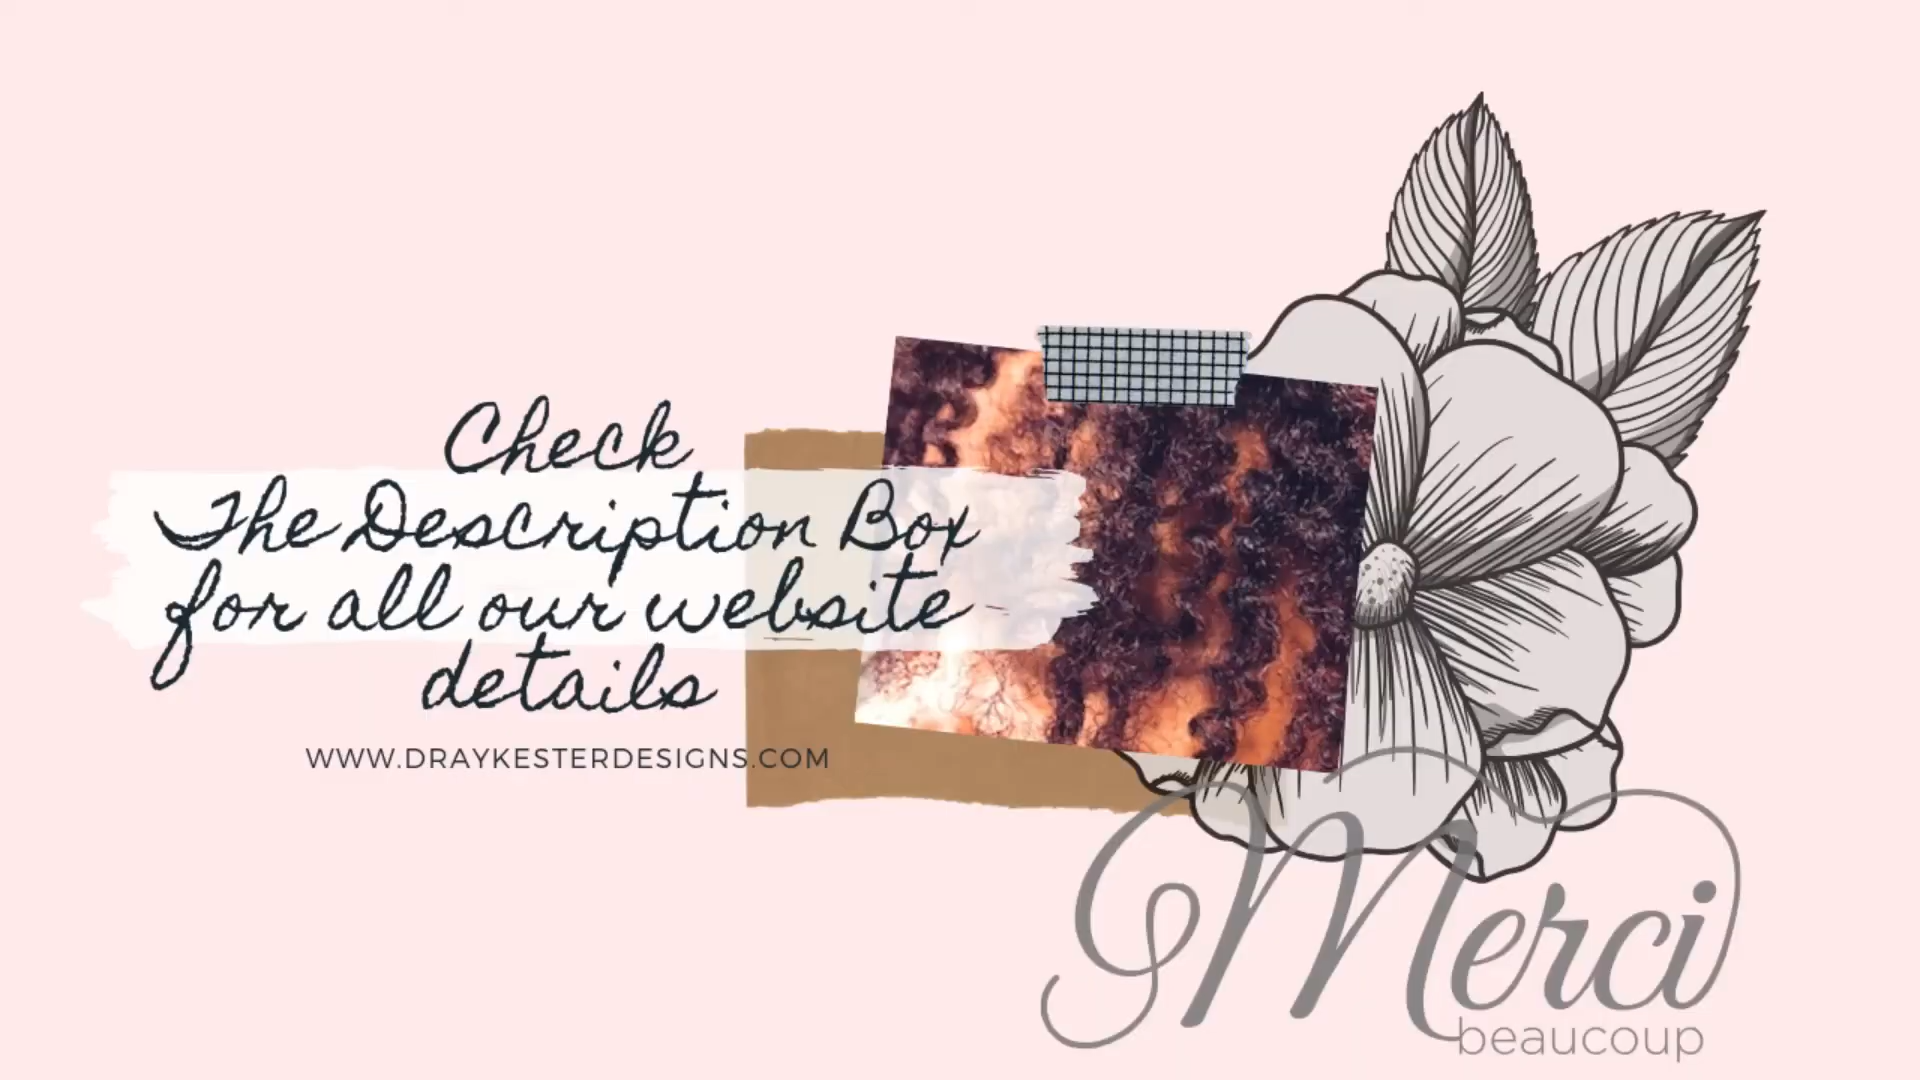 Check
The Description Box
for all our website
details
WWW.DRAYKESTERDESIGNS.COM
Merci
beaucoup